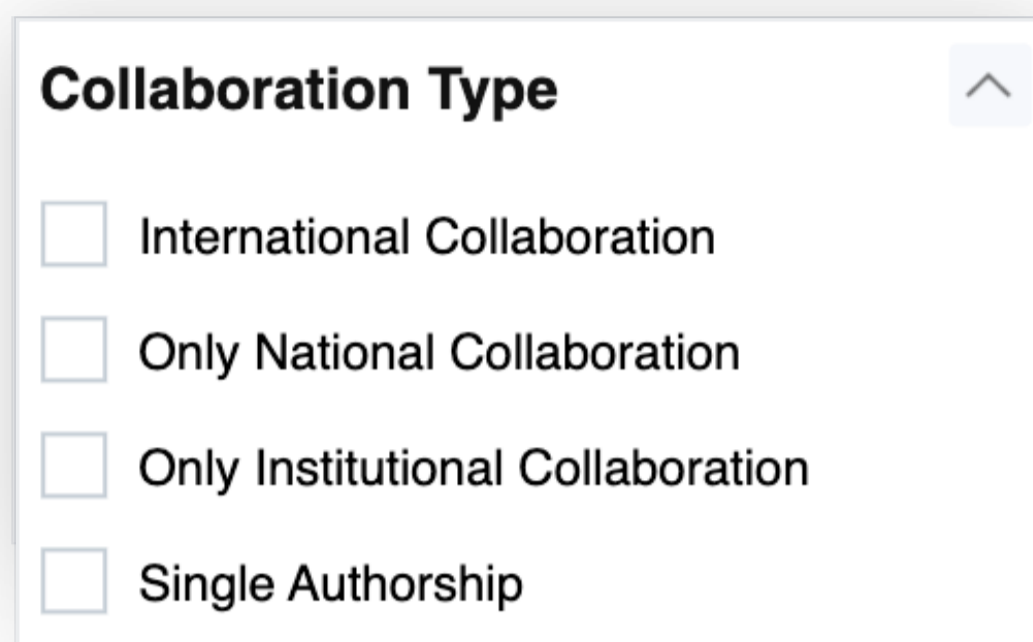 Collaboration Type
International Collaboration
Only National Collaboration
Only Institutional Collaboration
Single Authorship